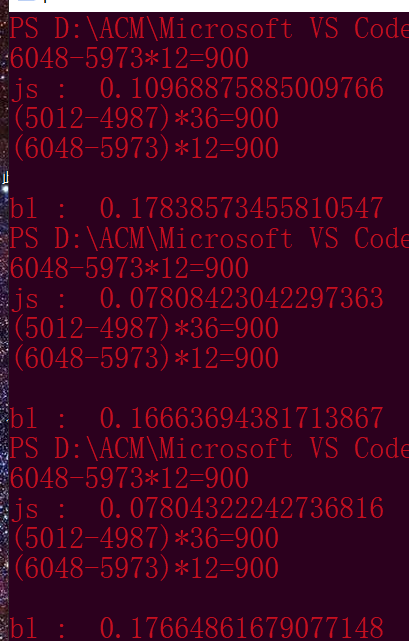 PS D:\ACM\Microsoft VS Code
6048-5973*12=900
js :  0.10968875885009766
(5012-4987)*36=900
(6048-5973)*12=900
bl :  0.17838573455810547
PS D:\ACM\Microsoft VS Code
6048-5973*12=900
js :  0.07808423042297363
(5012-4987)*36=900
(6048-5973)*12=900
bl :  0.16663694381713867
PS D:\ACM\Microsoft VS Code
6048-5973*12=900
js :  0.07804322242736816
(5012-4987)*36=900
(6048-5973)*12=900
bl :  0.17664861679077148